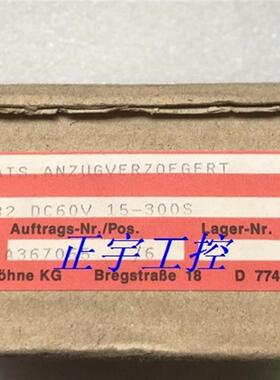 AIS.ANZUGVERZOEGERT
32 DC60V 15-300S
Auftrags-Nr./Pos. Lager-Nr.
正宇工控
öhne KG Bregstraße 18 D 774